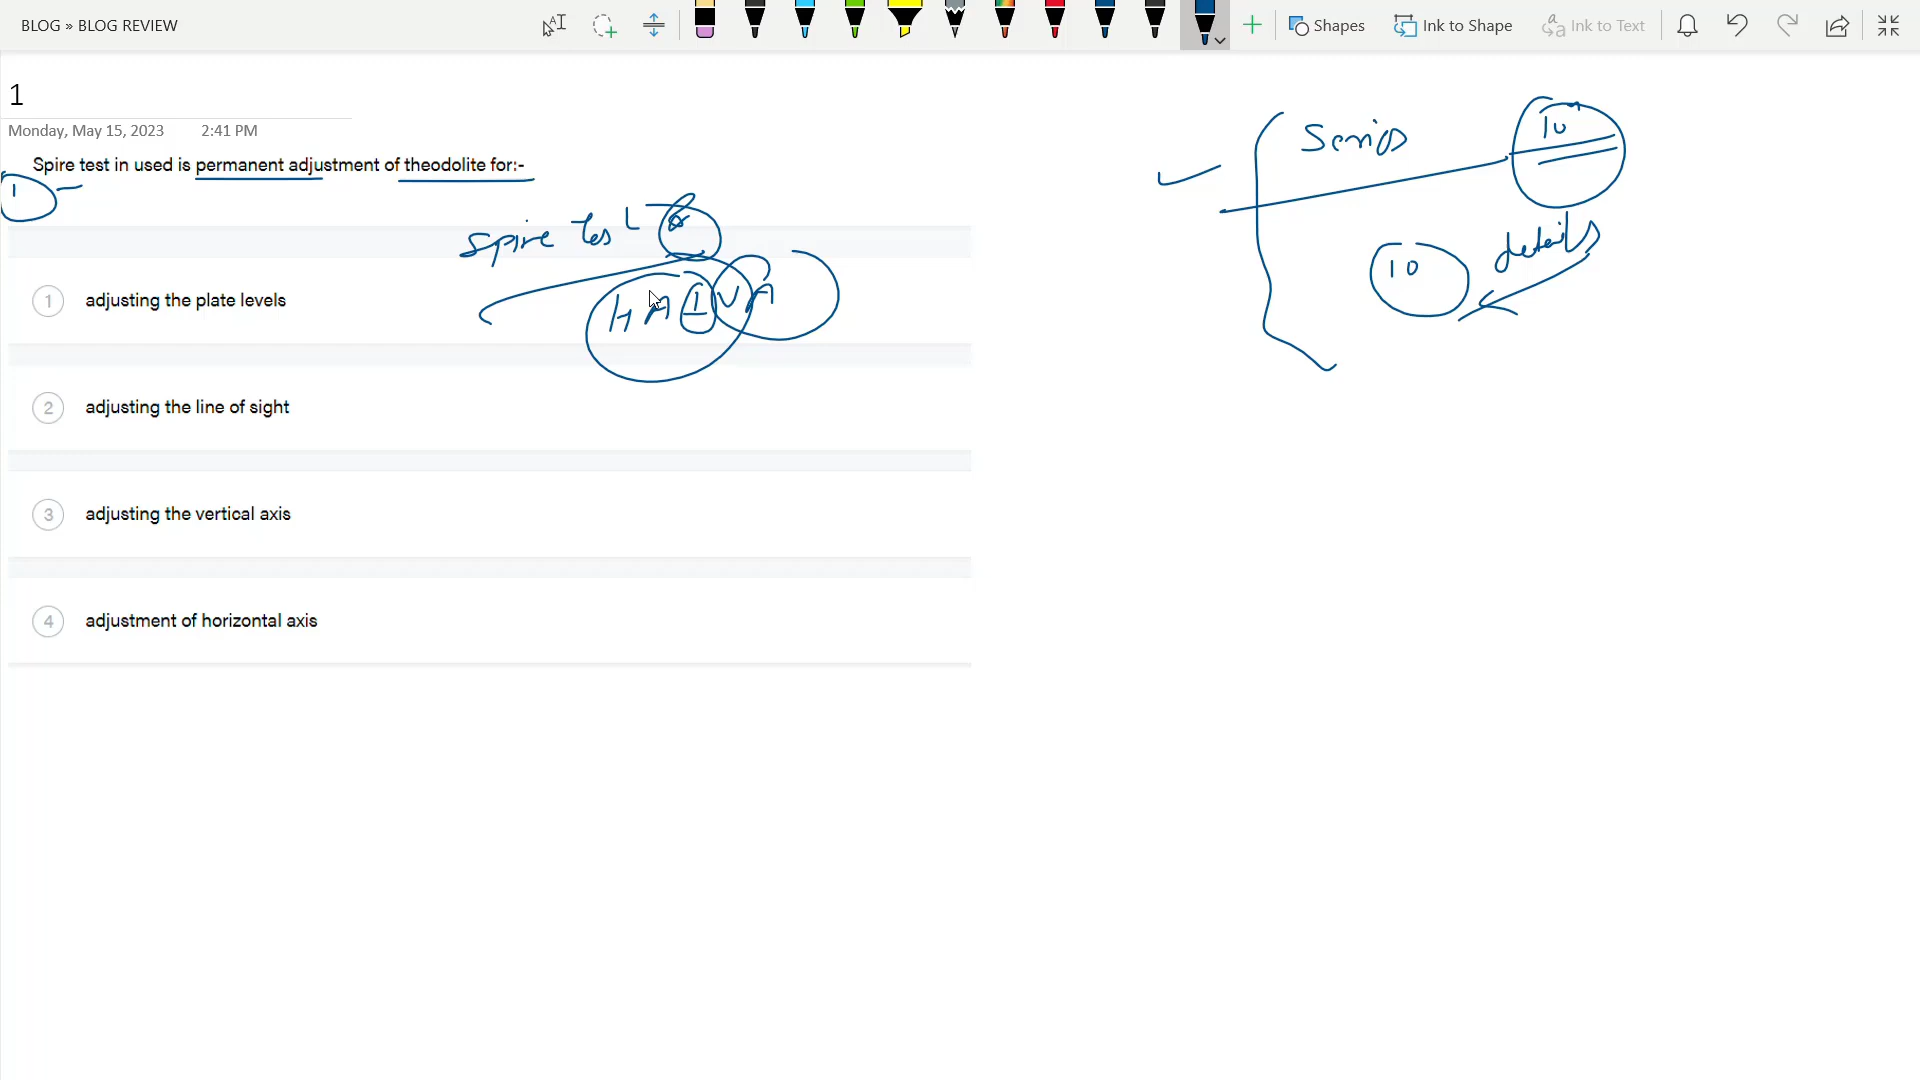 BLOG » BLOG REVIEW
Shapes
Ink to Shape
Ink to Text
1
Monday, May 15, 2023 2:41 PM
Spire test in used is permanent adjustment of theodolite for:-
1
Spire Test
H A I V A
1 adjusting the plate levels
2 adjusting the line of sight
3 adjusting the vertical axis
4 adjustment of horizontal axis
Series 10
10 details